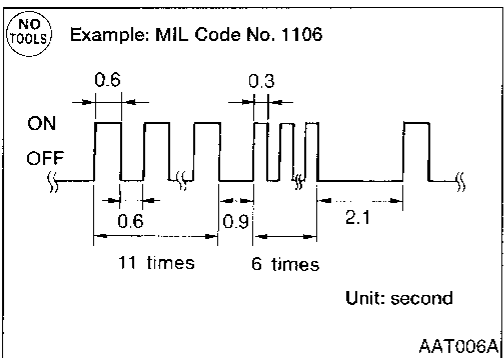 NO
TOOLS
Example: MIL Code No. 1106
0.6
0.3
ON
OFF
0.6
0.9
2.1
11 times
6 times
Unit: second
AAT006A